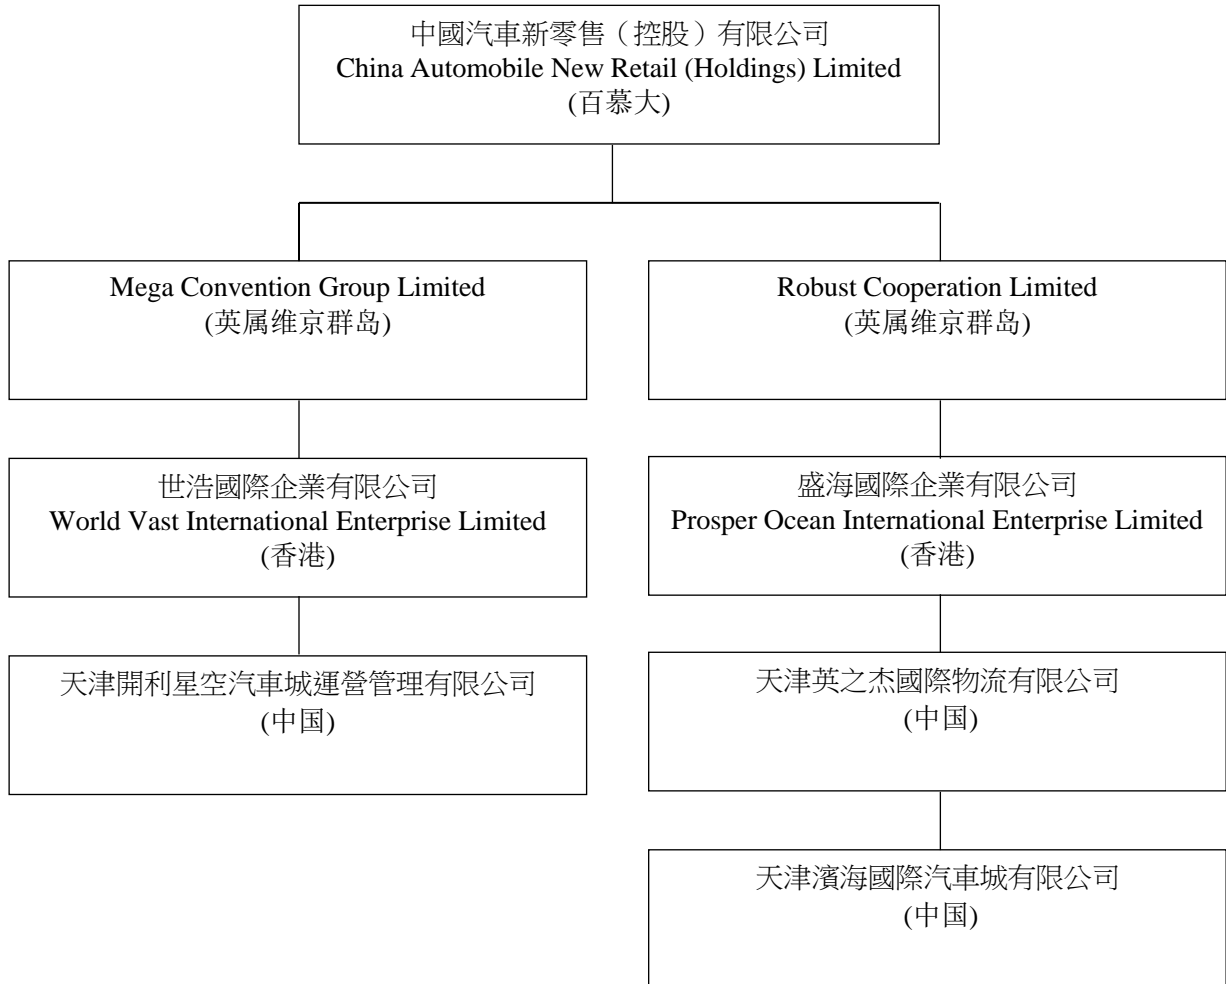 中國汽車新零售（控股）有限公司
China Automobile New Retail (Holdings) Limited
(百慕大)
Mega Convention Group Limited
(英属维京群岛)
Robust Cooperation Limited
(英属维京群岛)
世浩國際企業有限公司
World Vast International Enterprise Limited
(香港)
盛海國際企業有限公司
Prosper Ocean International Enterprise Limited
(香港)
天津開利星空汽車城運營管理有限公司
(中国)
天津英之杰國際物流有限公司
(中国)
天津濱海國際汽車城有限公司
(中国)